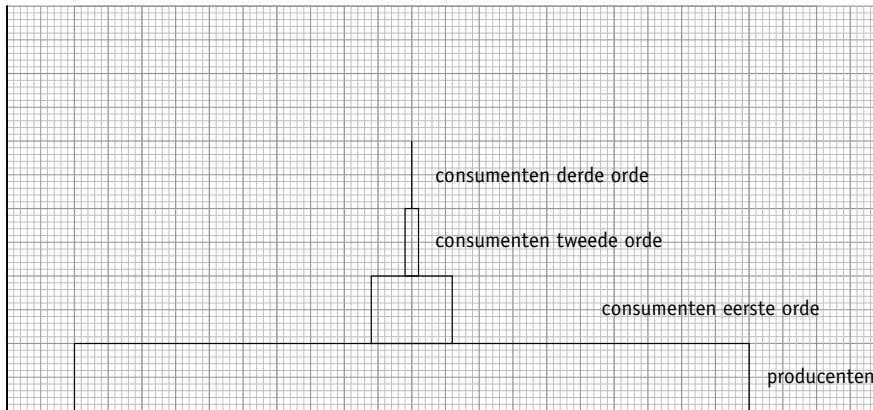 consumenten derde orde
consumenten tweede orde
consumenten eerste orde
producenten